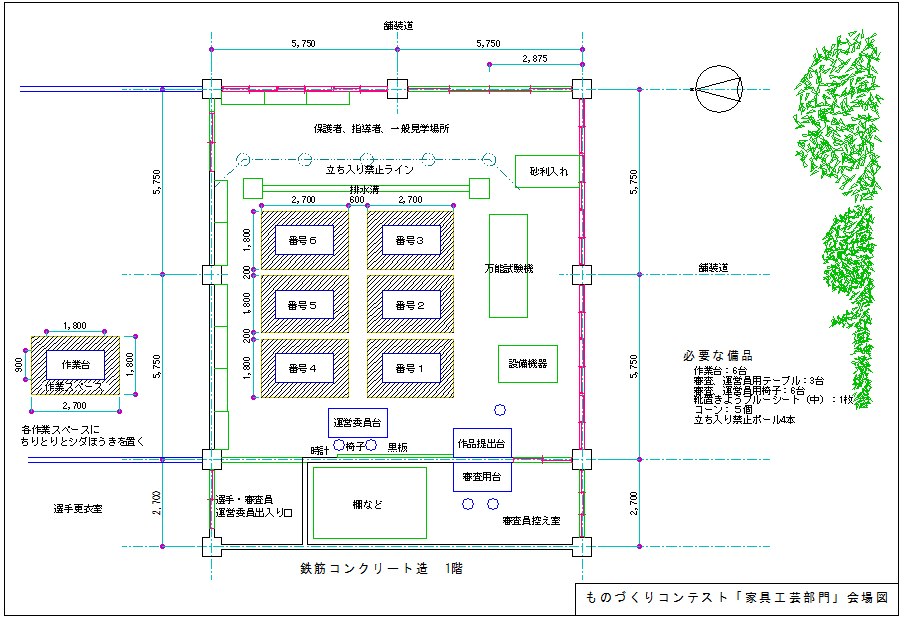 舗装道
5,750
5,750
2,875
保護者、指導者、一般見学場所
立ち入り禁止ライン
砂利入れ
排水溝
2,700
600
2,700
5,750
5,750
1,800
番号6
番号3
万能試験機
舗装道
200
1,800
番号5
番号2
200
1,800
番号4
番号1
設備機器
1,800
900
作業台
1,800
作業スペース
2,700
5,750
5,750
必要な備品
作業台：6台
審査、運営員用テーブル：3台
審査、運営員用椅子：6台
靴置きようブルーシート（中）：1枚
コーン：５個
立ち入り禁止ポール4本
各作業スペースに
ちりとりとシダほうきを置く
運営委員台
時計
椅子
黒板
作品提出台
審査用台
2,700
2,700
選手更衣室
選手・審査員
運営委員出入り口
棚など
審査員控え室
鉄筋コンクリート造　1階
ものづくりコンテスト「家具工芸部門」会場図